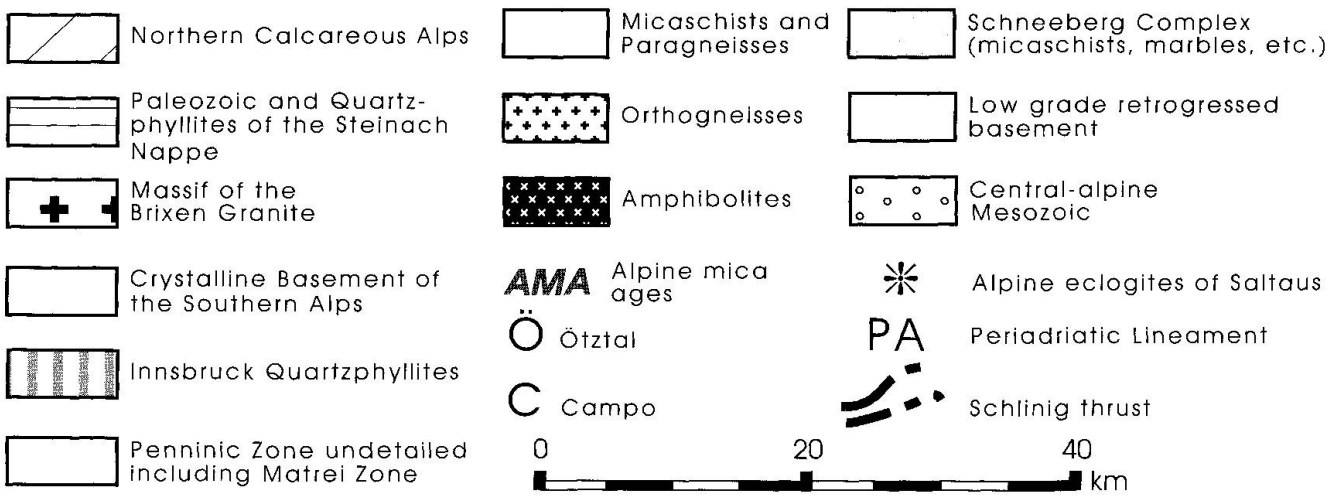 Northern Calcareous Alps
Paleozoic and Quartz-
phyllites of the Steinach
Nappe
Massif of the
Brixen Granite
Crystalline Basement of
the Southern Alps
Innsbruck Quartzphyllites
Penninic Zone undetailed
including Matrei Zone
Micaschists and
Paragneisses
Orthogneisses
Amphibolites
AMA Alpine mica
ages
Ö Ötztal
C Campo
Schneeberg Complex
(micaschists, marbles, etc.)
Low grade retrogressed
basement
Central-alpine
Mesozoic
Alpine eclogites of Saltaus
PA Periadriatic Lineament
Schlinig thrust
0 20 40
km